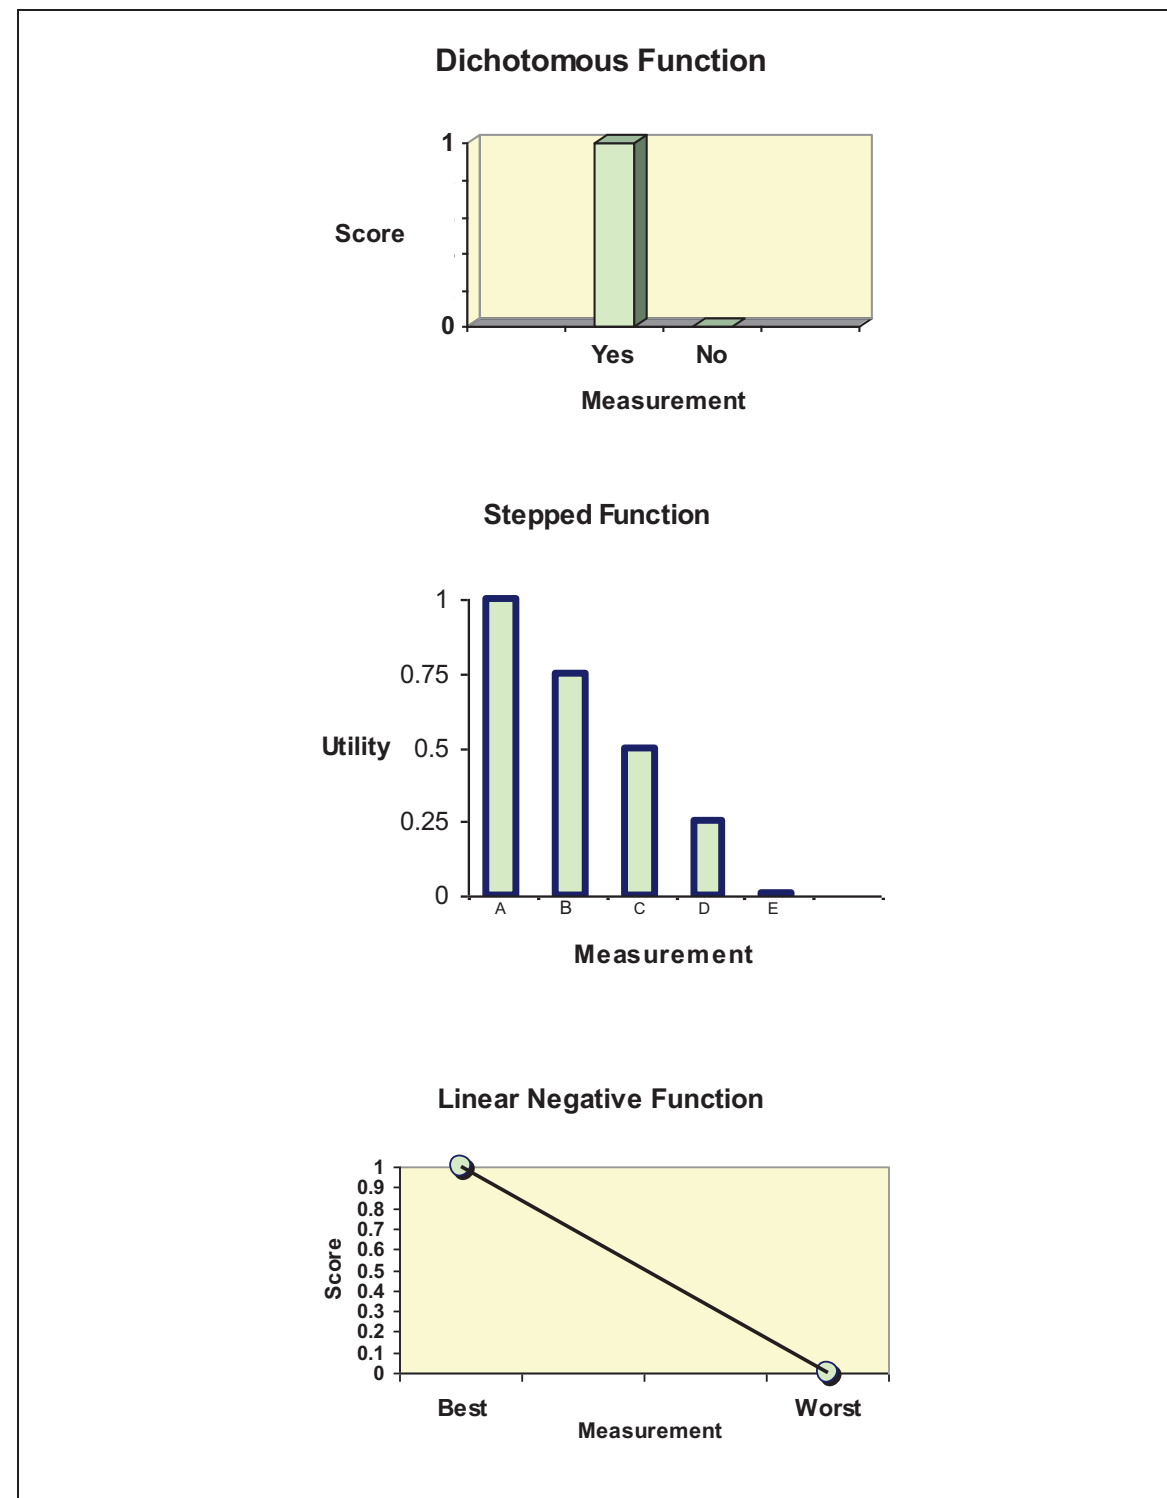 Dichotomous Function
1
Score
0
Yes No
Measurement
Stepped Function
1
0.75
Utility 0.5
0.25
0
A B C D E
Measurement
Linear Negative Function
1
0.9
0.8
0.7
0.6
0.5
0.4
0.3
0.2
0.1
0
Score
Best Worst
Measurement